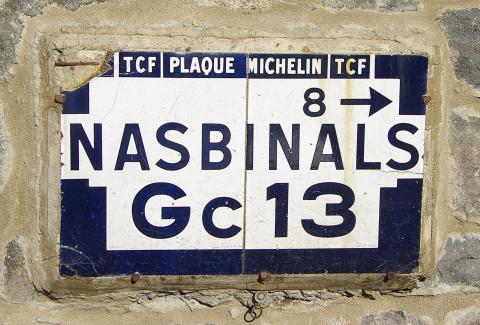 TCF PLAQUE MICHELIN TCF
8 →
NASBINALS
Gc 13